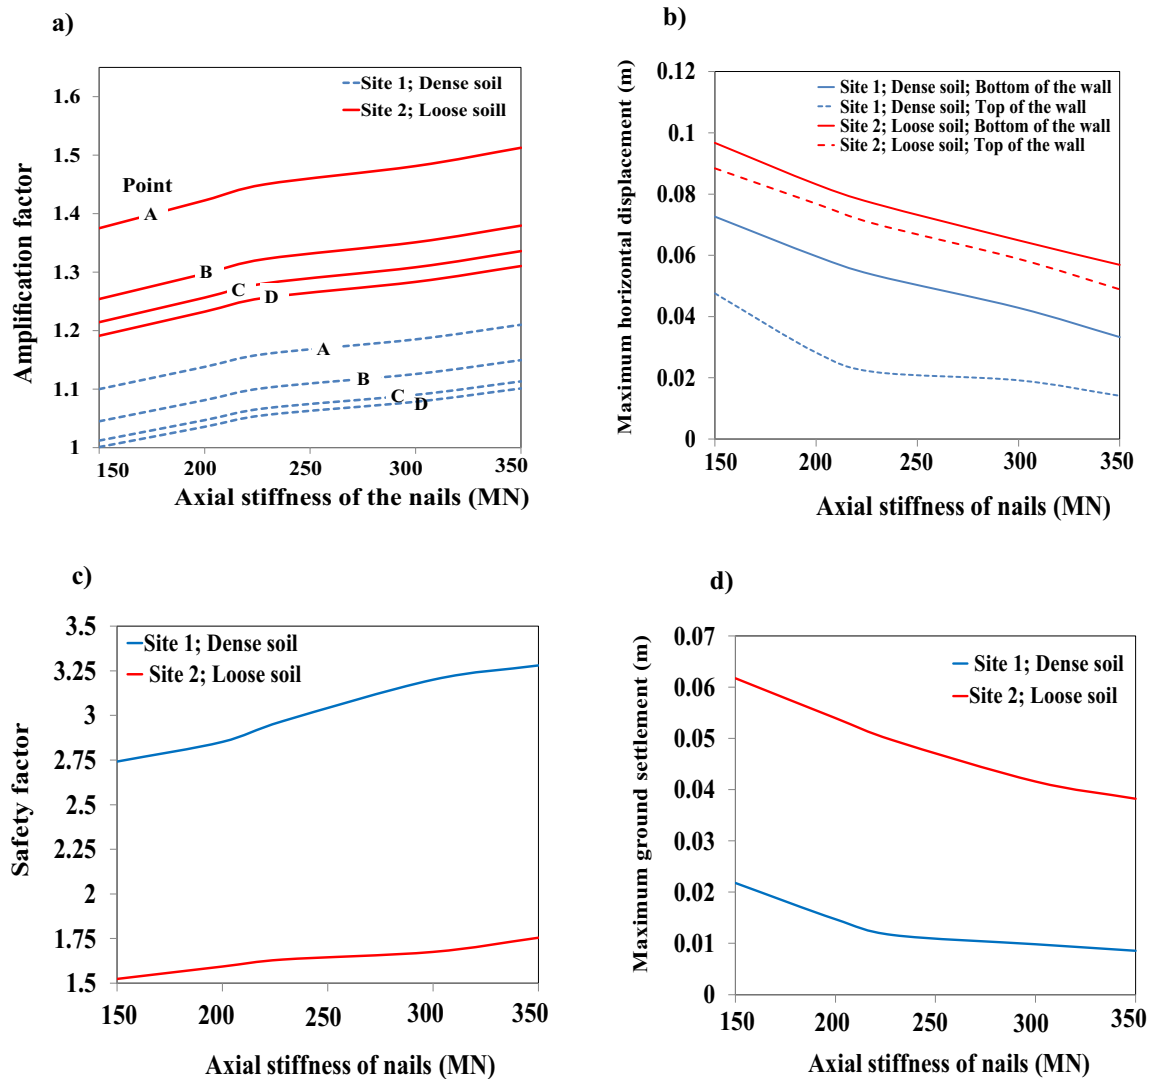 a)
Amplification factor
1.6
1.5
1.4
1.3
1.2
1.1
1
Site 1; Dense soil
Site 2; Loose soill
Point
A
B
C
D
A
B
C
D
150
200
250
300
350
Axial stiffness of the nails (MN)
b)
Maximum horizontal displacement (m)
0.12
0.1
0.08
0.06
0.04
0.02
0
Site 1; Dense soil; Bottom of the wall
Site 1; Dense soil; Top of the wall
Site 2; Loose soil; Bottom of the wall
Site 2; Loose soil; Top of the wall
150
200
250
300
350
Axial stiffness of nails (MN)
c)
Safety factor
3.5
3.25
3
2.75
2.5
2.25
2
1.75
1.5
Site 1; Dense soil
Site 2; Loose soil
150
200
250
300
350
Axial stiffness of nails (MN)
d)
Maximum ground settlement (m)
0.07
0.06
0.05
0.04
0.03
0.02
0.01
0
Site 1; Dense soil
Site 2; Loose soil
150
200
250
300
350
Axial stiffness of nails (MN)